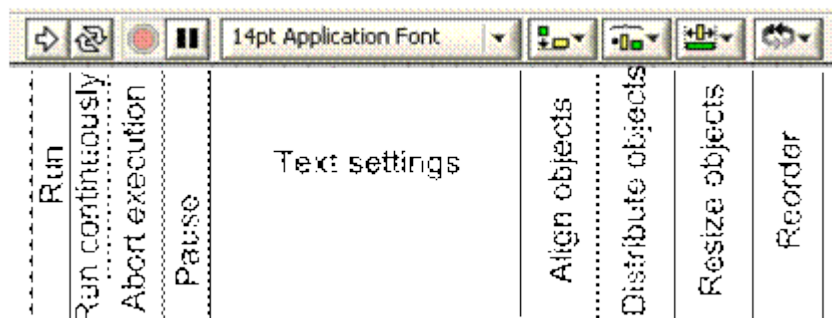 14pt Application Font
Run
Run continuously
Abort execution
Pause
Text settings
Align objects
Distribute objects
Resize objects
Reorder